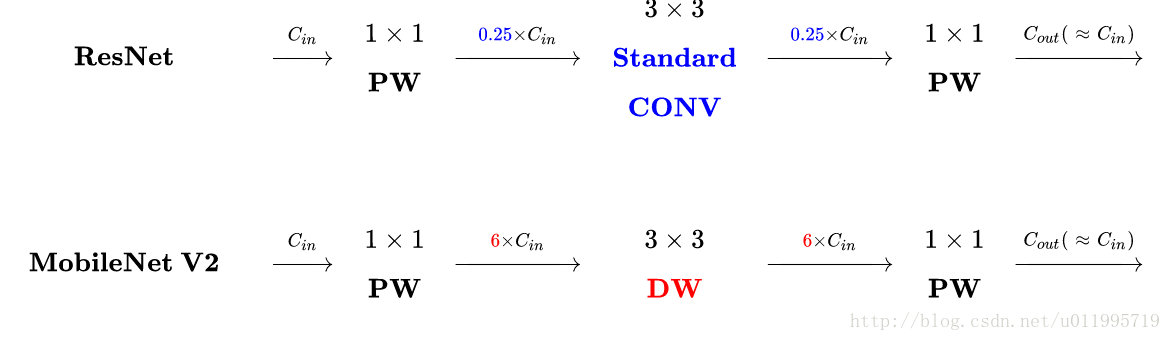 3 × 3
C_in 1 × 1 0.25×C_in 0.25×C_in 1 × 1 C_out( ≈ C_in)
ResNet Standard
PW PW
CONV
C_in 1 × 1 6×C_in 3 × 3 6×C_in 1 × 1 C_out( ≈ C_in)
MobileNet V2
PW DW PW
http://blog.csdn.net/u011995719